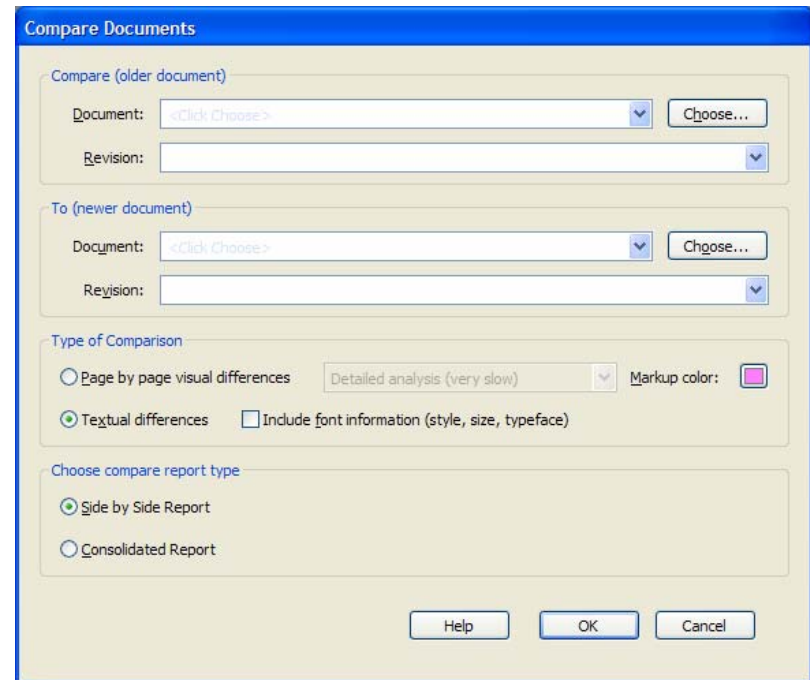 Compare Documents
Compare (older document)
Document: <Click Choose> Choose...
Revision:
To (newer document)
Document: <Click Choose> Choose...
Revision:
Type of Comparison
Page by page visual differences Detailed analysis (very slow) Markup color:
Textual differences Include font information (style, size, typeface)
Choose compare report type
Side by Side Report
Consolidated Report
Help OK Cancel